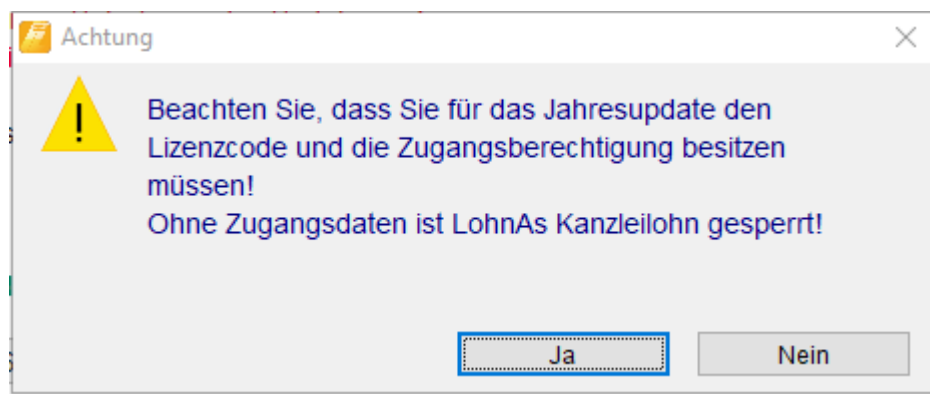 Achtung
Beachten Sie, dass Sie für das Jahresupdate den
Lizenzcode und die Zugangsberechtigung besitzen
müssen!
Ohne Zugangsdaten ist LohnAs Kanzleilohn gesperrt!
Ja
Nein